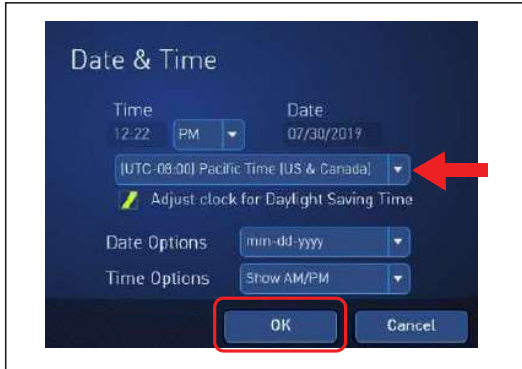 Date & Time
Time Date
12:22 PM 07/30/2019
(UTC-08:00) Pacific Time (US & Canada)
Adjust clock for Daylight Saving Time
Date Options mm-dd-yyyy
Time Options Show AM/PM
OK Cancel